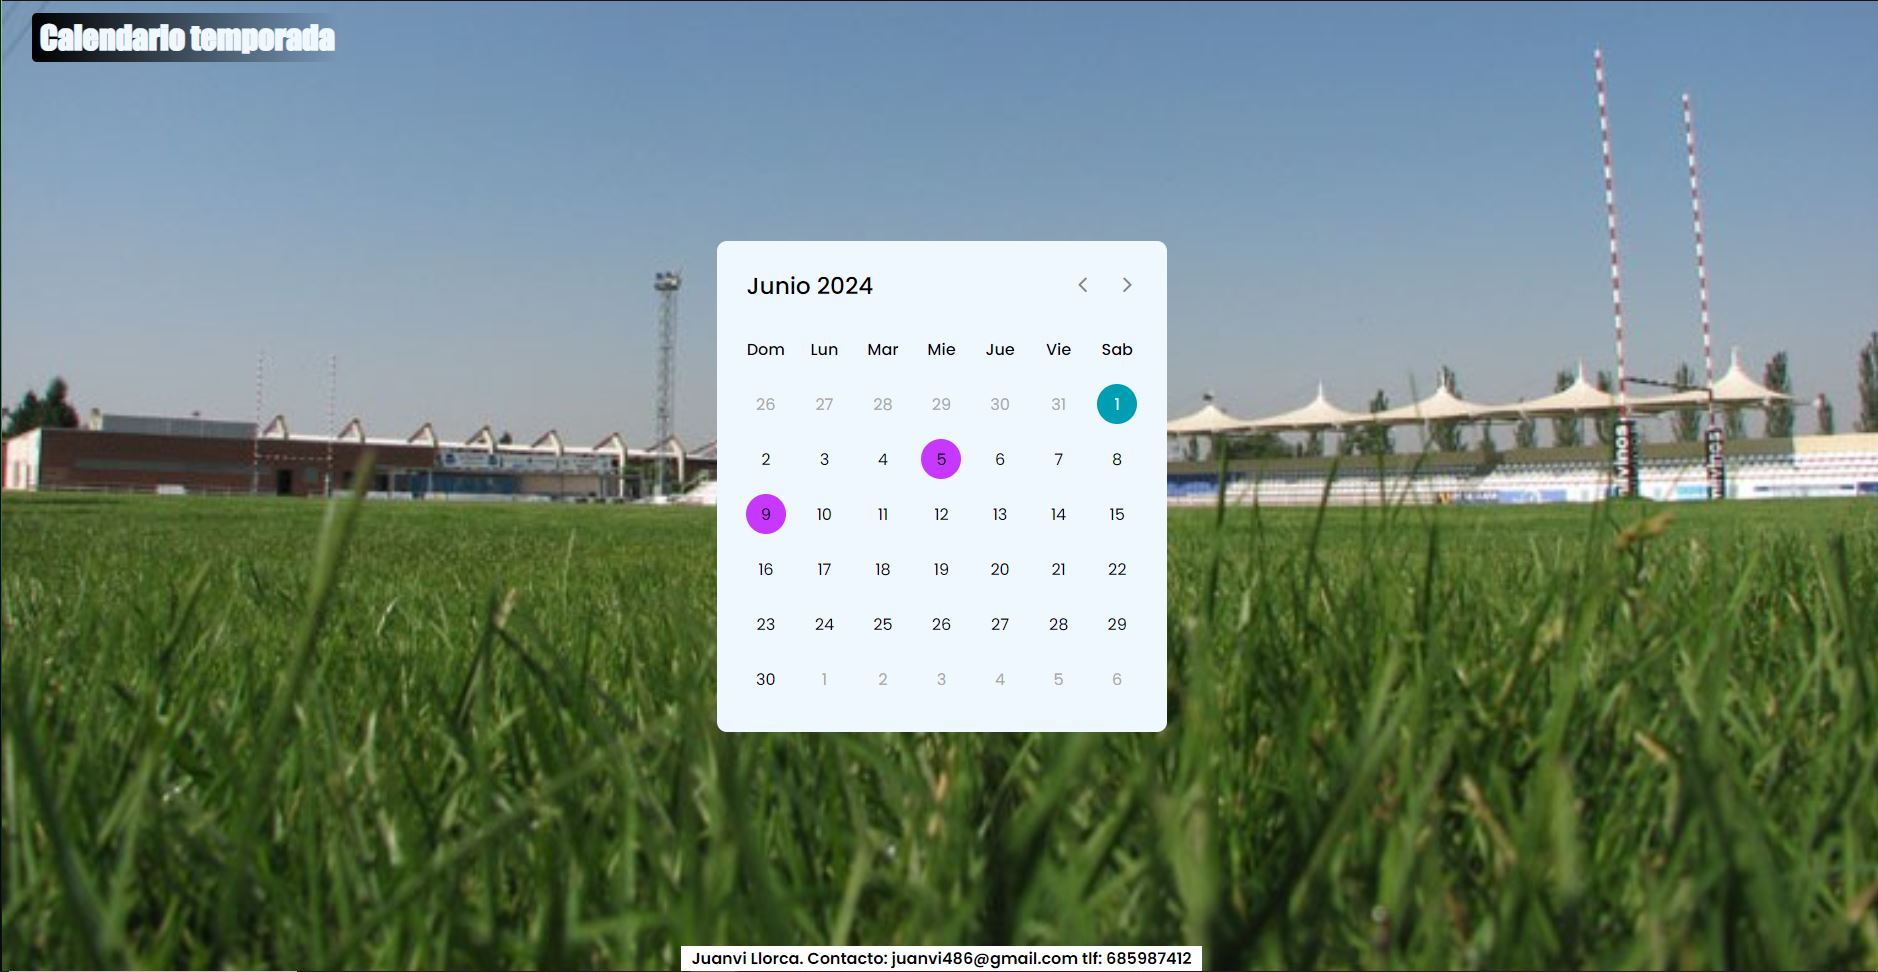 Calendario temporada
Junio 2024
Dom Lun Mar Mie Jue Vie Sab
26 27 28 29 30 31 1
2 3 4 5 6 7 8
9 10 11 12 13 14 15
16 17 18 19 20 21 22
23 24 25 26 27 28 29
30 1 2 3 4 5 6
Juanvi Llorca. Contacto: juanvi486@gmail.com tlf: 685987412